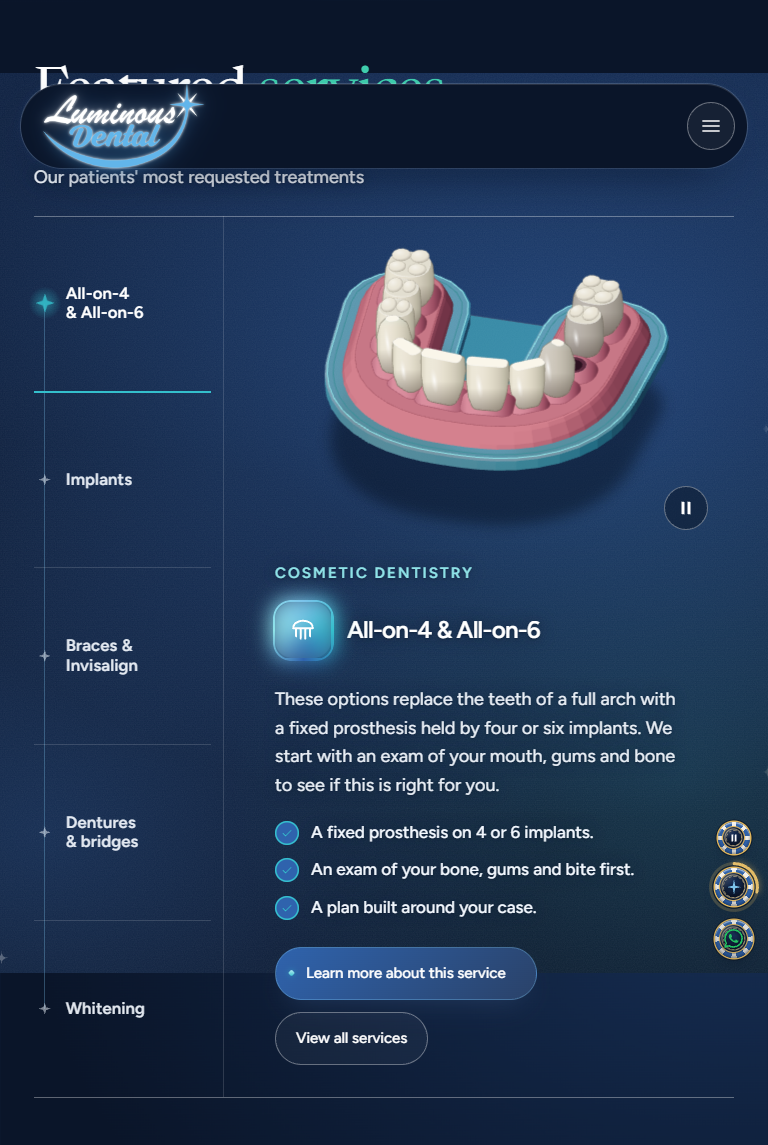 Featured services
Luminous
Dental
Our patients' most requested treatments
All-on-4
& All-on-6
Implants
Braces &
Invisalign
Dentures
& bridges
Whitening
COSMETIC DENTISTRY
All-on-4 & All-on-6
These options replace the teeth of a full arch with
a fixed prosthesis held by four or six implants. We
start with an exam of your mouth, gums and bone
to see if this is right for you.
A fixed prosthesis on 4 or 6 implants.
An exam of your bone, gums and bite first.
A plan built around your case.
Learn more about this service
View all services